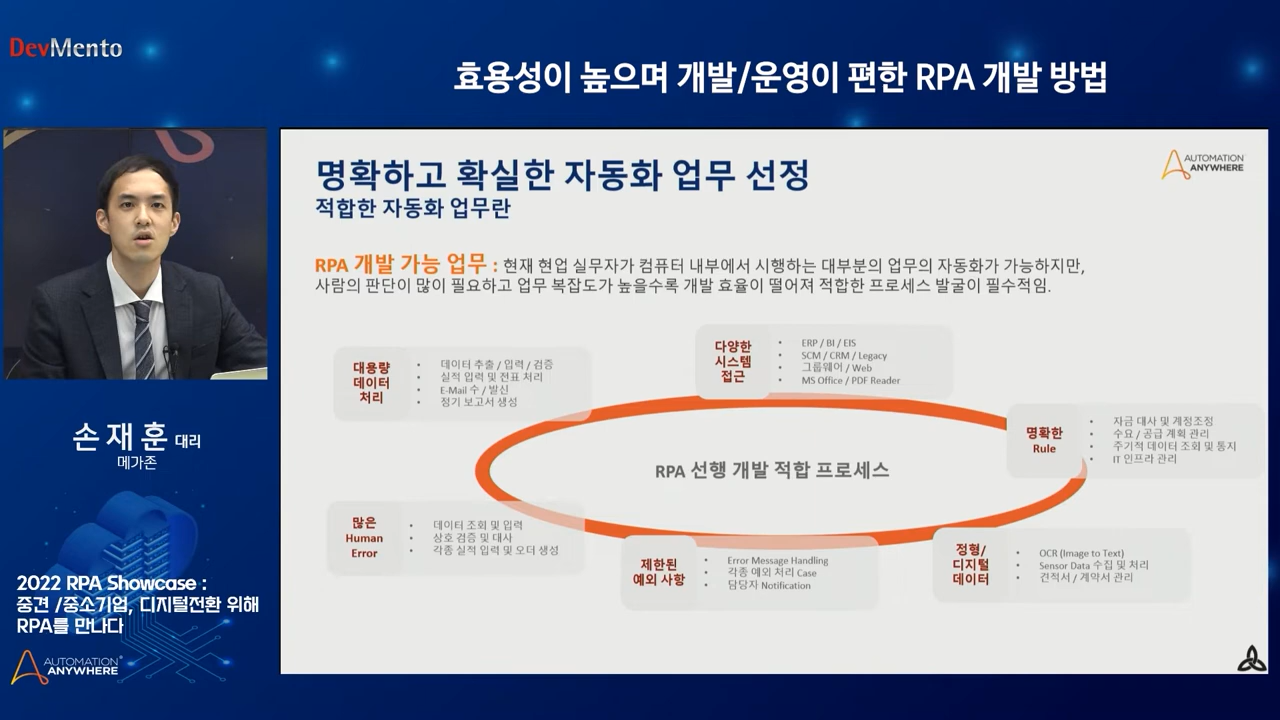 DevMento
효용성이 높으며 개발/운영이 편한 RPA 개발 방법
명확하고 확실한 자동화 업무 선정
적합한 자동화 업무란
AUTOMATION
ANYWHERE
RPA 개발 가능 업무 : 현재 현업 실무자가 컴퓨터 내부에서 시행하는 대부분의 업무의 자동화가 가능하지만,
사람의 판단이 많이 필요하고 업무 복잡도가 높을수록 개발 효율이 떨어져 적합한 프로세스 발굴이 필수적임.
대용량
데이터
처리
• 데이터 추출 / 입력 / 검증
• 실적 입력 및 전표 처리
• E-Mail 수 / 발신
• 정기 보고서 생성
다양한
시스템
접근
• ERP / BI / EIS
• SCM / CRM / Legacy
• 그룹웨어 / Web
• MS Office / PDF Reader
명확한
Rule
• 자금 대사 및 계정조정
• 수요 / 공급 계획 관리
• 주기적 데이터 조회 및 통지
• IT 인프라 관리
RPA 선행 개발 적합 프로세스
많은
Human
Error
• 데이터 조회 및 입력
• 상호 검증 및 대사
• 각종 실적 입력 및 오더 생성
제한된
예외 사항
• Error Message Handling
• 각종 예외 처리 Case
• 담당자 Notification
정형/
디지털
데이터
• OCR (Image to Text)
• Sensor Data 수집 및 처리
• 견적서 / 계약서 관리
손재훈 대리
메가존
2022 RPA Showcase :
중견 /중소기업, 디지털전환 위해
RPA를 만나다
AUTOMATION
ANYWHERE